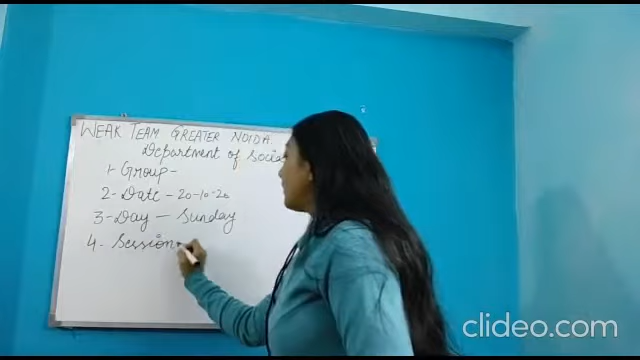 WEAK TEAM GREATER NOIDA
Department of Social
1- Group -
2- Date - 20-10-20
3- Day - Sunday
4- Session
clideo.com